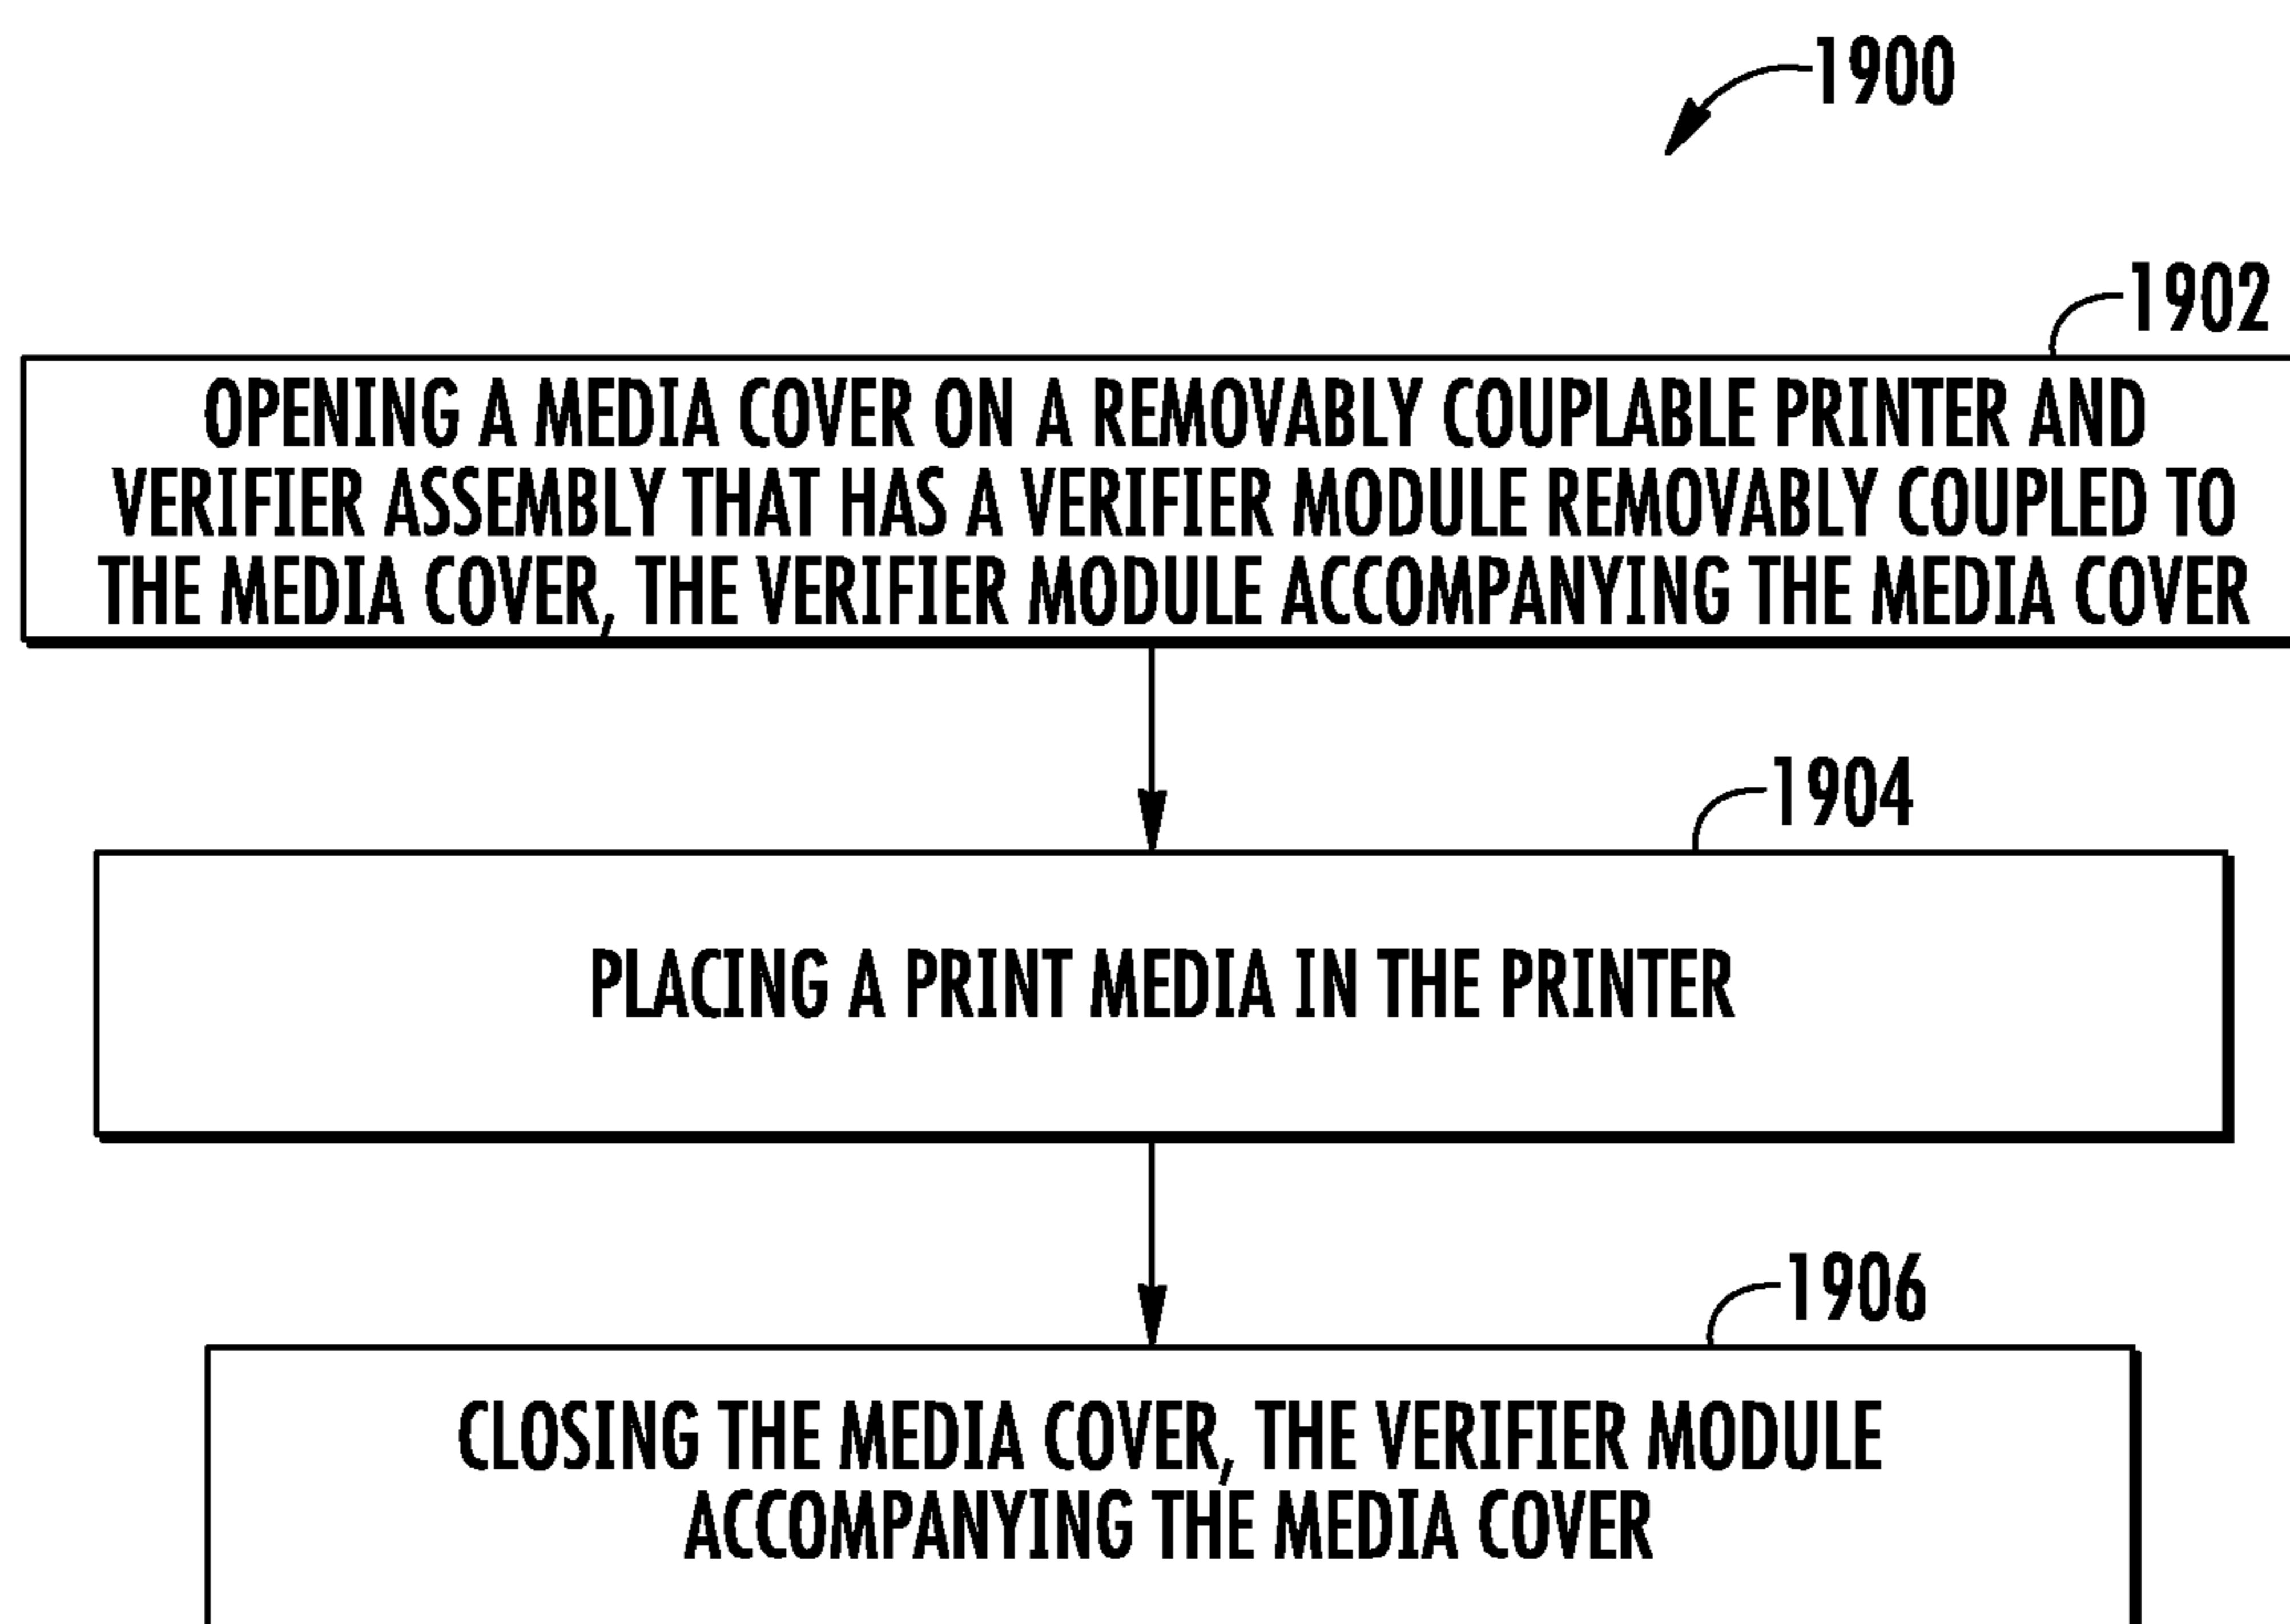 1900
1902
OPENING A MEDIA COVER ON A REMOVABLY COUPLABLE PRINTER AND
VERIFIER ASSEMBLY THAT HAS A VERIFIER MODULE REMOVABLY COUPLED TO
THE MEDIA COVER, THE VERIFIER MODULE ACCOMPANYING THE MEDIA COVER
1904
PLACING A PRINT MEDIA IN THE PRINTER
1906
CLOSING THE MEDIA COVER, THE VERIFIER MODULE
ACCOMPANYING THE MEDIA COVER